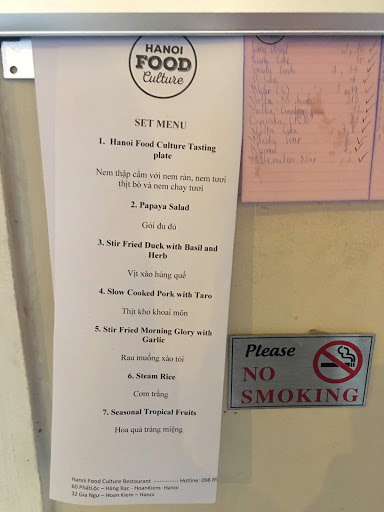 HANOI
FOOD
Culture
SET MENU
1. Hanoi Food Culture Tasting
plate
Nem thập cẩm với nem rán, nem tươi
thịt bò và nem chay tươi
2. Papaya Salad
Gỏi đu đủ
3. Stir Fried Duck with Basil and
Herb
Vịt xào húng quế
4. Slow Cooked Pork with Taro
Thịt kho khoai môn
5. Stir Fried Morning Glory with
Garlic
Rau muống xào tỏi
6. Steam Rice
Cơm trắng
7. Seasonal Tropical Fruits
Hoa quả tráng miệng
Hanoi Food Culture Restaurant -------------- Hotline: 098
60 PhấtLộc – Hàng Bạc - HoanKiem- Hanoi
32 Gia Ngư – Hoan Kiem – Hanoi
Please
NO
SMOKING